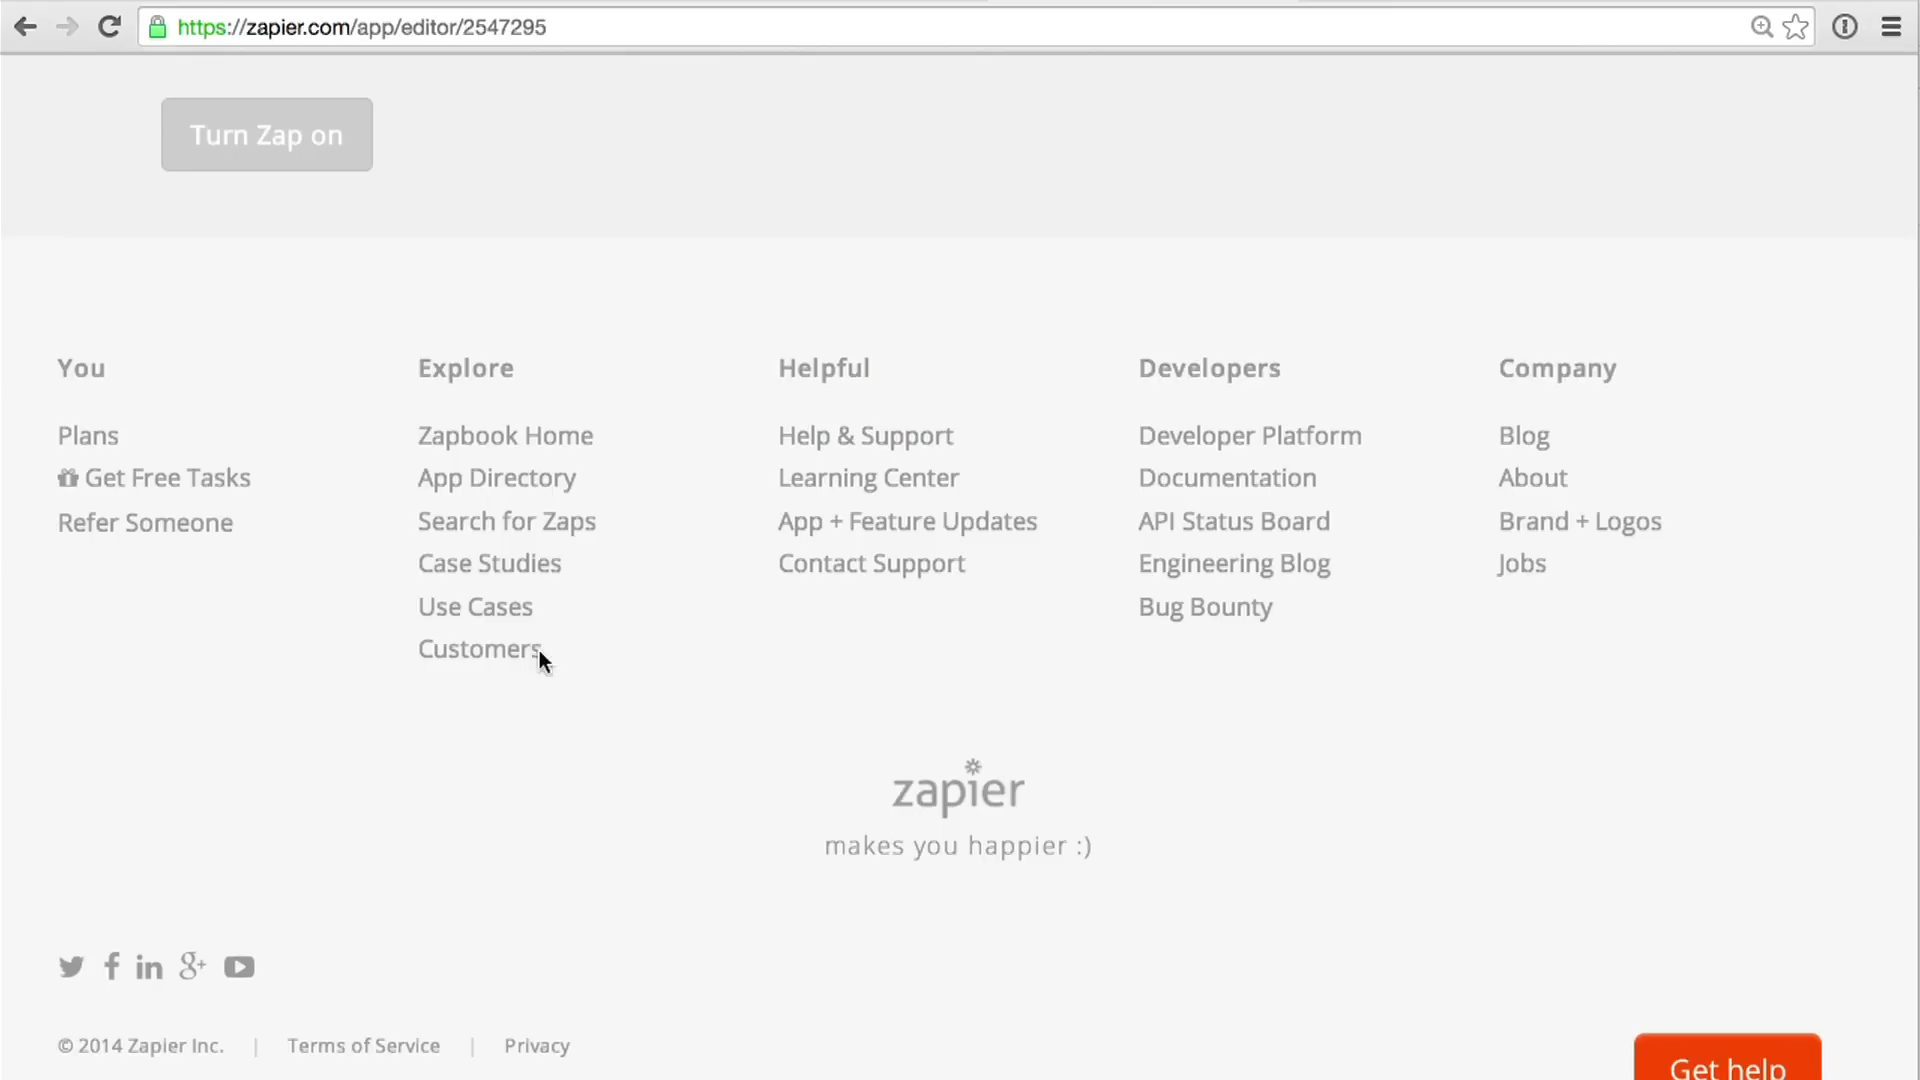 https://zapier.com/app/editor/2547295
Turn Zap on
You
Plans
Get Free Tasks
Refer Someone
Explore
Zapbook Home
App Directory
Search for Zaps
Case Studies
Use Cases
Customers
Helpful
Help & Support
Learning Center
App + Feature Updates
Contact Support
Developers
Developer Platform
Documentation
API Status Board
Engineering Blog
Bug Bounty
Company
Blog
About
Brand + Logos
Jobs
zapier
makes you happier :)
© 2014 Zapier Inc. | Terms of Service | Privacy
Get help